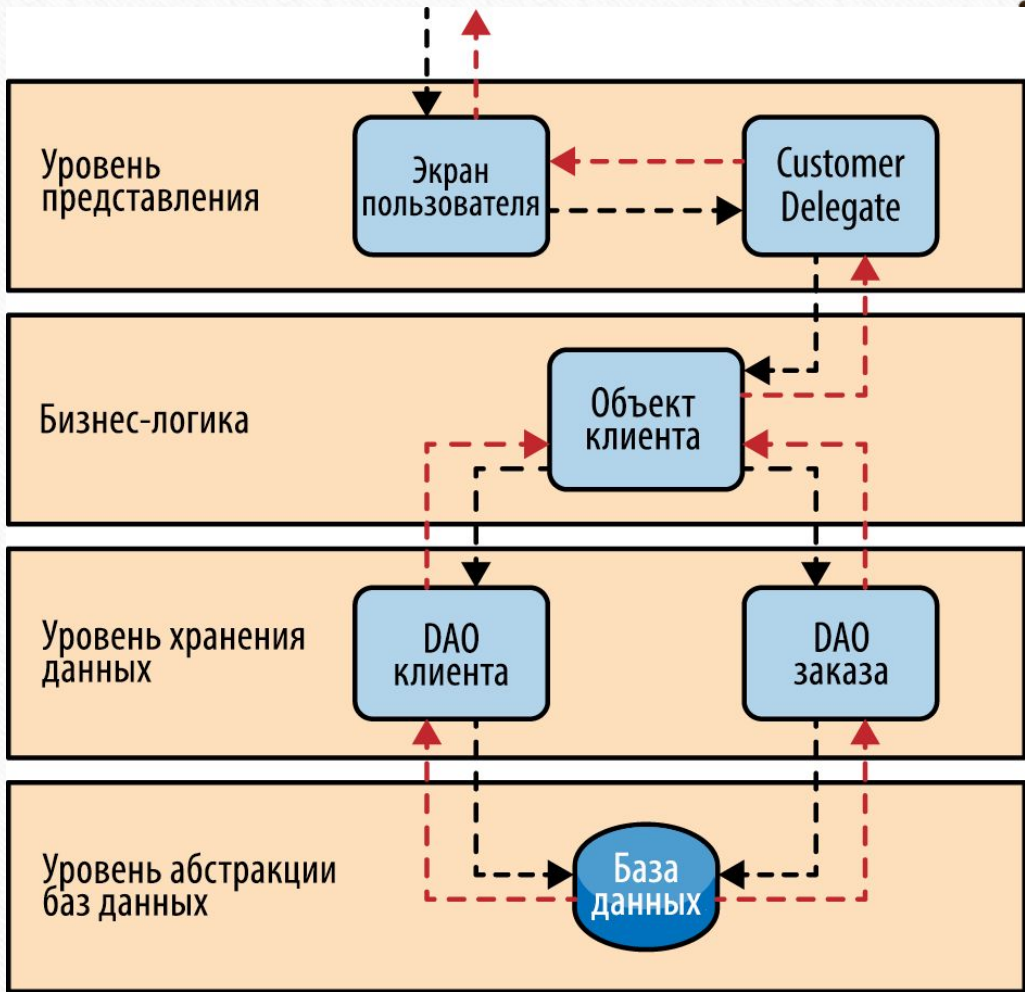 Уровень
представления
Экран
пользователя
Customer
Delegate
Бизнес-логика
Объект
клиента
Уровень хранения
данных
DAO
клиента
DAO
заказа
Уровень абстракции
баз данных
База
данных